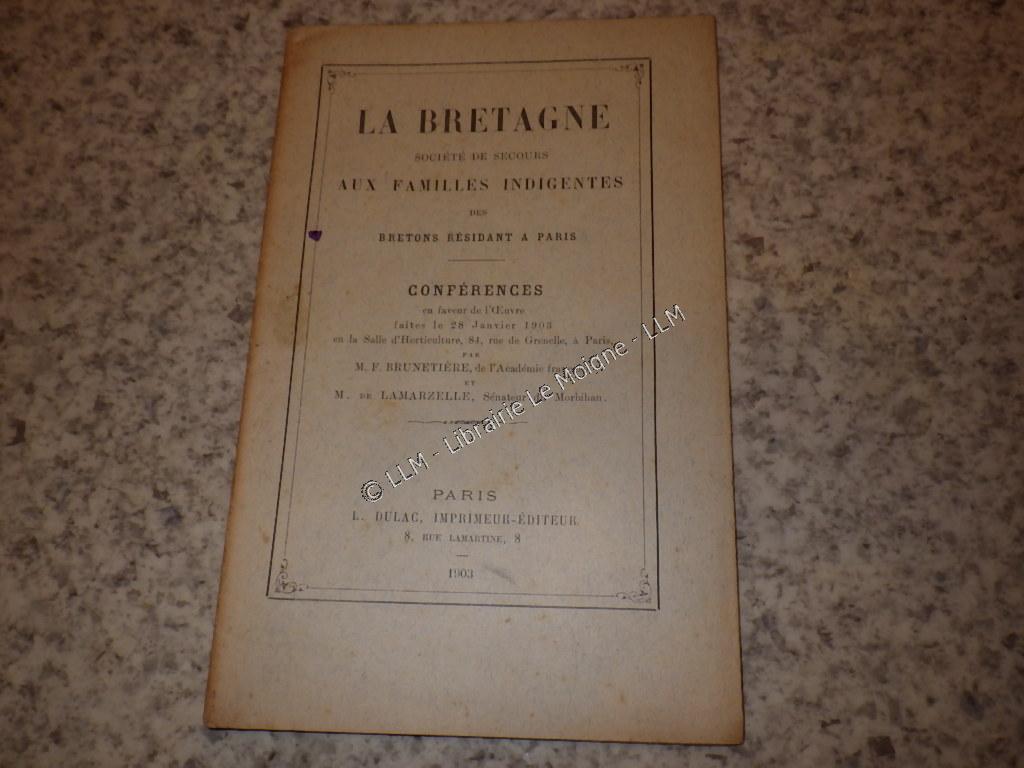 LA BRETAGNE
SOCIÉTÉ DE SECOURS
AUX FAMILLES INDIGENTES
DES
BRETONS RÉSIDANT A PARIS
CONFÉRENCES
en faveur de l'Œuvre
faites le 28 Janvier 1903
en la Salle d'Horticulture, 84, rue de Grenelle, à Paris,
PAR
M. F. BRUNETIÈRE, de l'Académie
ET
M. DE LAMARZELLE, Sénateur Morbihan.
© LLM - Librairie Le Moigne - LLM
PARIS
L. DULAC, IMPRIMEUR-ÉDITEUR
8, RUE LAMARTINE, 8
1903